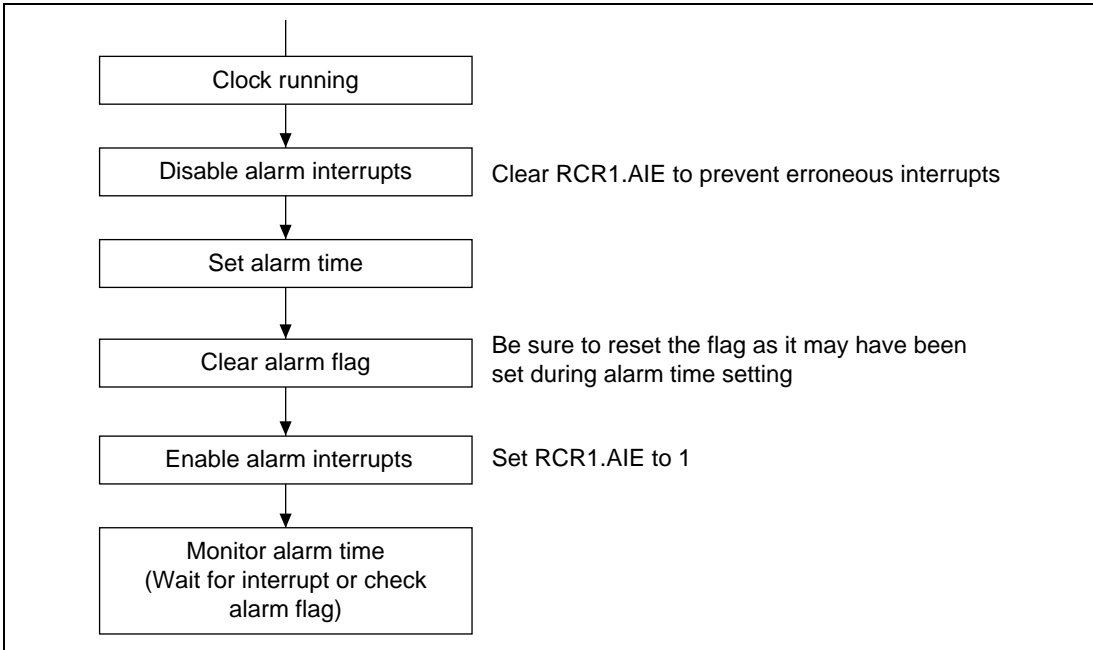 Clock running
Disable alarm interrupts
Clear RCR1.AIE to prevent erroneous interrupts
Set alarm time
Clear alarm flag
Be sure to reset the flag as it may have been
set during alarm time setting
Enable alarm interrupts
Set RCR1.AIE to 1
Monitor alarm time
(Wait for interrupt or check
alarm flag)